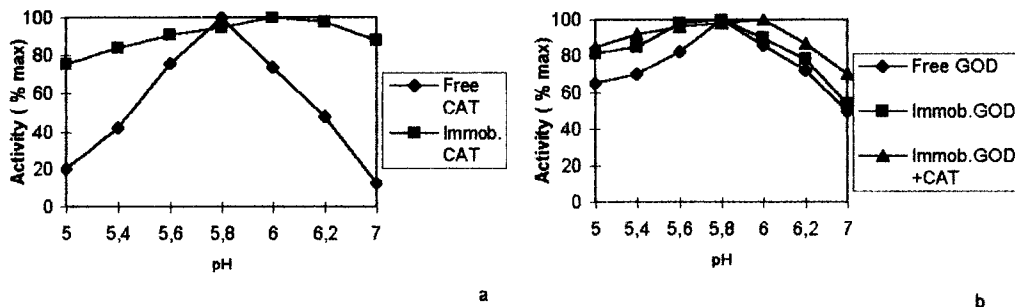 Activity ( % max)
100
80
60
40
20
0
5
5,4
5,6
5,8
6
6,2
7
pH
Free
CAT
Immob.
CAT
a
Activity (% max)
100
80
60
40
20
0
5
5,4
5,6
5,8
6
6,2
7
pH
Free GOD
Immob.GOD
Immob.GOD
+CAT
b